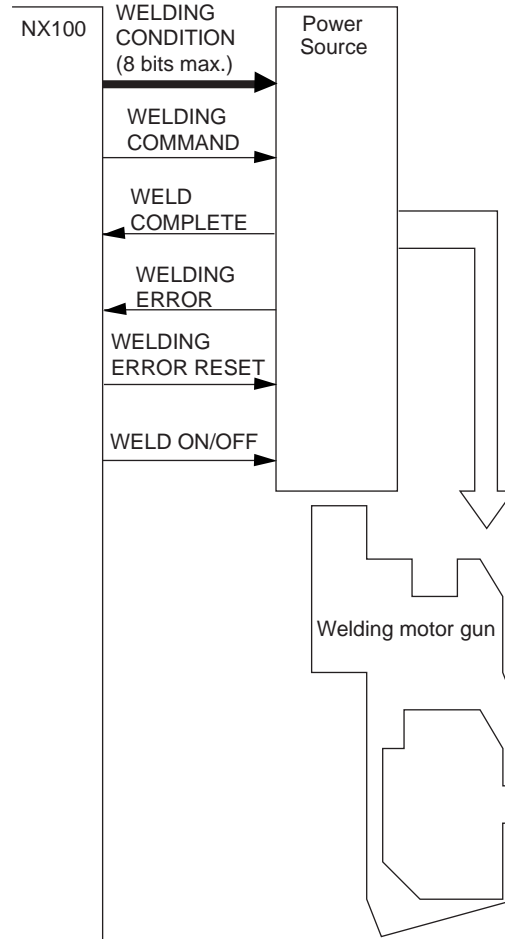 NX100
WELDING
CONDITION
(8 bits max.)
Power
Source
WELDING
COMMAND
WELD
COMPLETE
WELDING
ERROR
WELDING
ERROR RESET
WELD ON/OFF
Welding motor gun